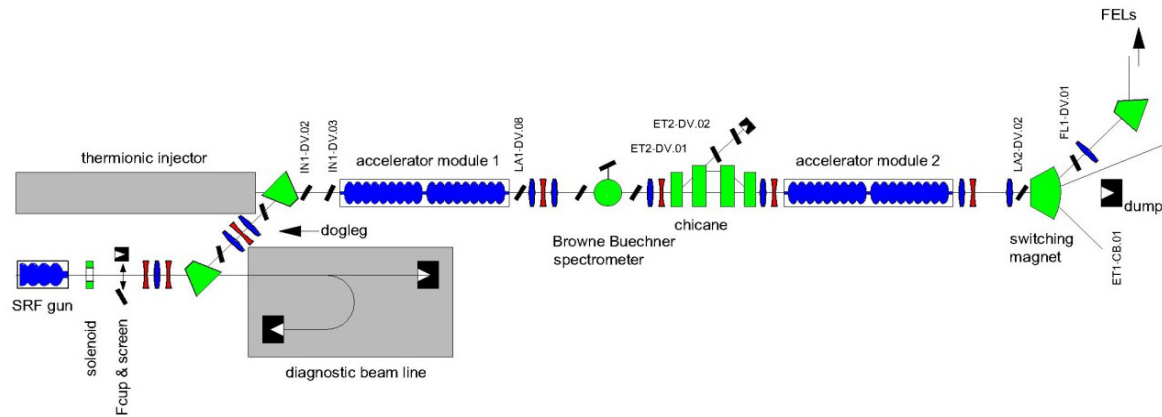 FELs
thermionic injector
IN1-DV.02
IN1-DV.03
accelerator module 1
LA1-DV.08
ET2-DV.02
ET2-DV.01
accelerator module 2
LA2-DV.02
FL1-DV.01
dogleg
Browne Buechner
spectrometer
chicane
switching
magnet
ET1-CB.01
dump
SRF gun
solenoid
Fcup & screen
diagnostic beam line